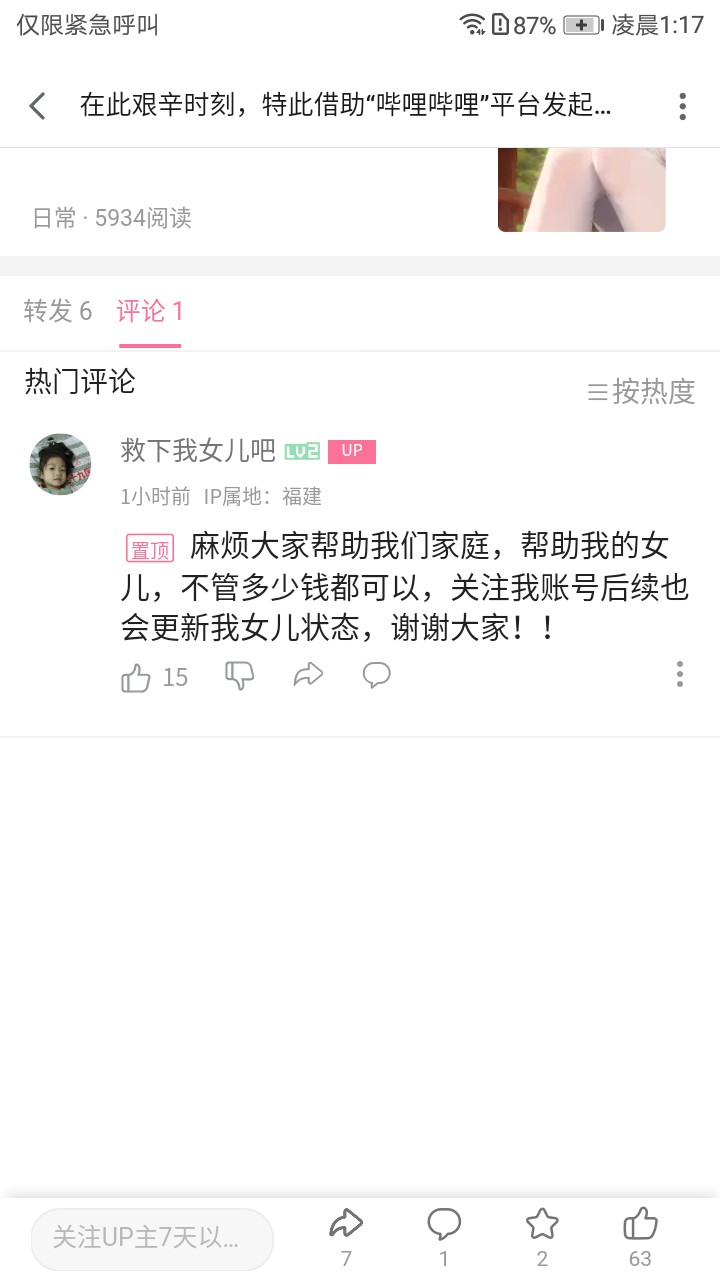 仅限紧急呼叫
87%
凌晨1:17
在此艰辛时刻，特此借助“哔哩哔哩”平台发起...
日常 · 5934阅读
转发 6
评论 1
热门评论
按热度
救下我女儿吧 LV2 UP
1小时前 IP属地：福建
置顶 麻烦大家帮助我们家庭，帮助我的女
儿，不管多少钱都可以，关注我账号后续也
会更新我女儿状态，谢谢大家！！
15
关注UP主7天以...
7
1
2
63